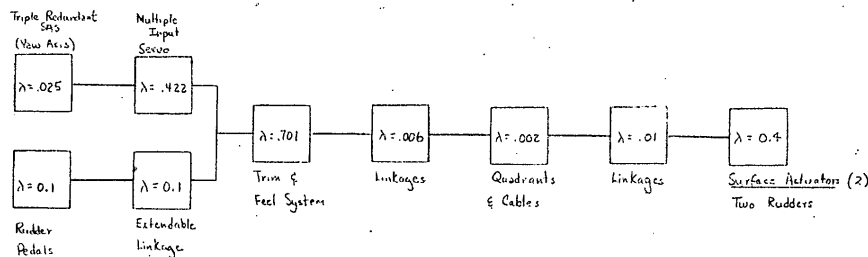 Triple Redundant
SAS
(Yaw Axis)
Multiple
Input
Servo
λ=.025
λ= .422
λ=.701
λ=.006
λ=.002
λ=.01
λ= 0.4
λ= 0.1
λ= 0.1
Trim &
Feel System
Linkages
Quadrants
& Cables
Linkages
Surface Actuators (2)
Two Rudders
Rudder
Pedals
Extendable
Linkage